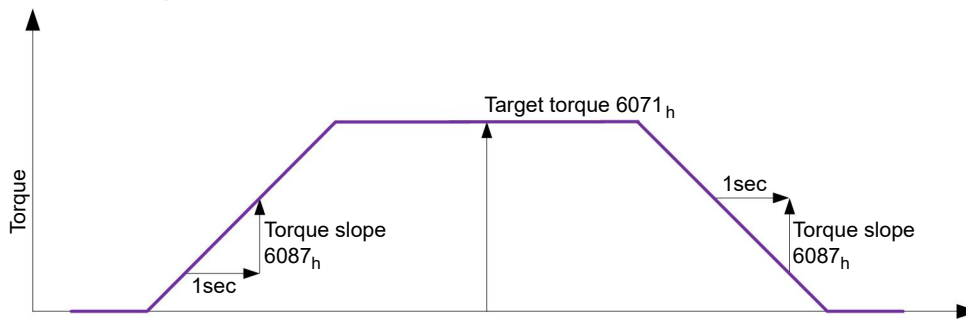 Target torque 6071h
Torque
1sec
Torque slope
6087h
1sec
Torque slope
6087h